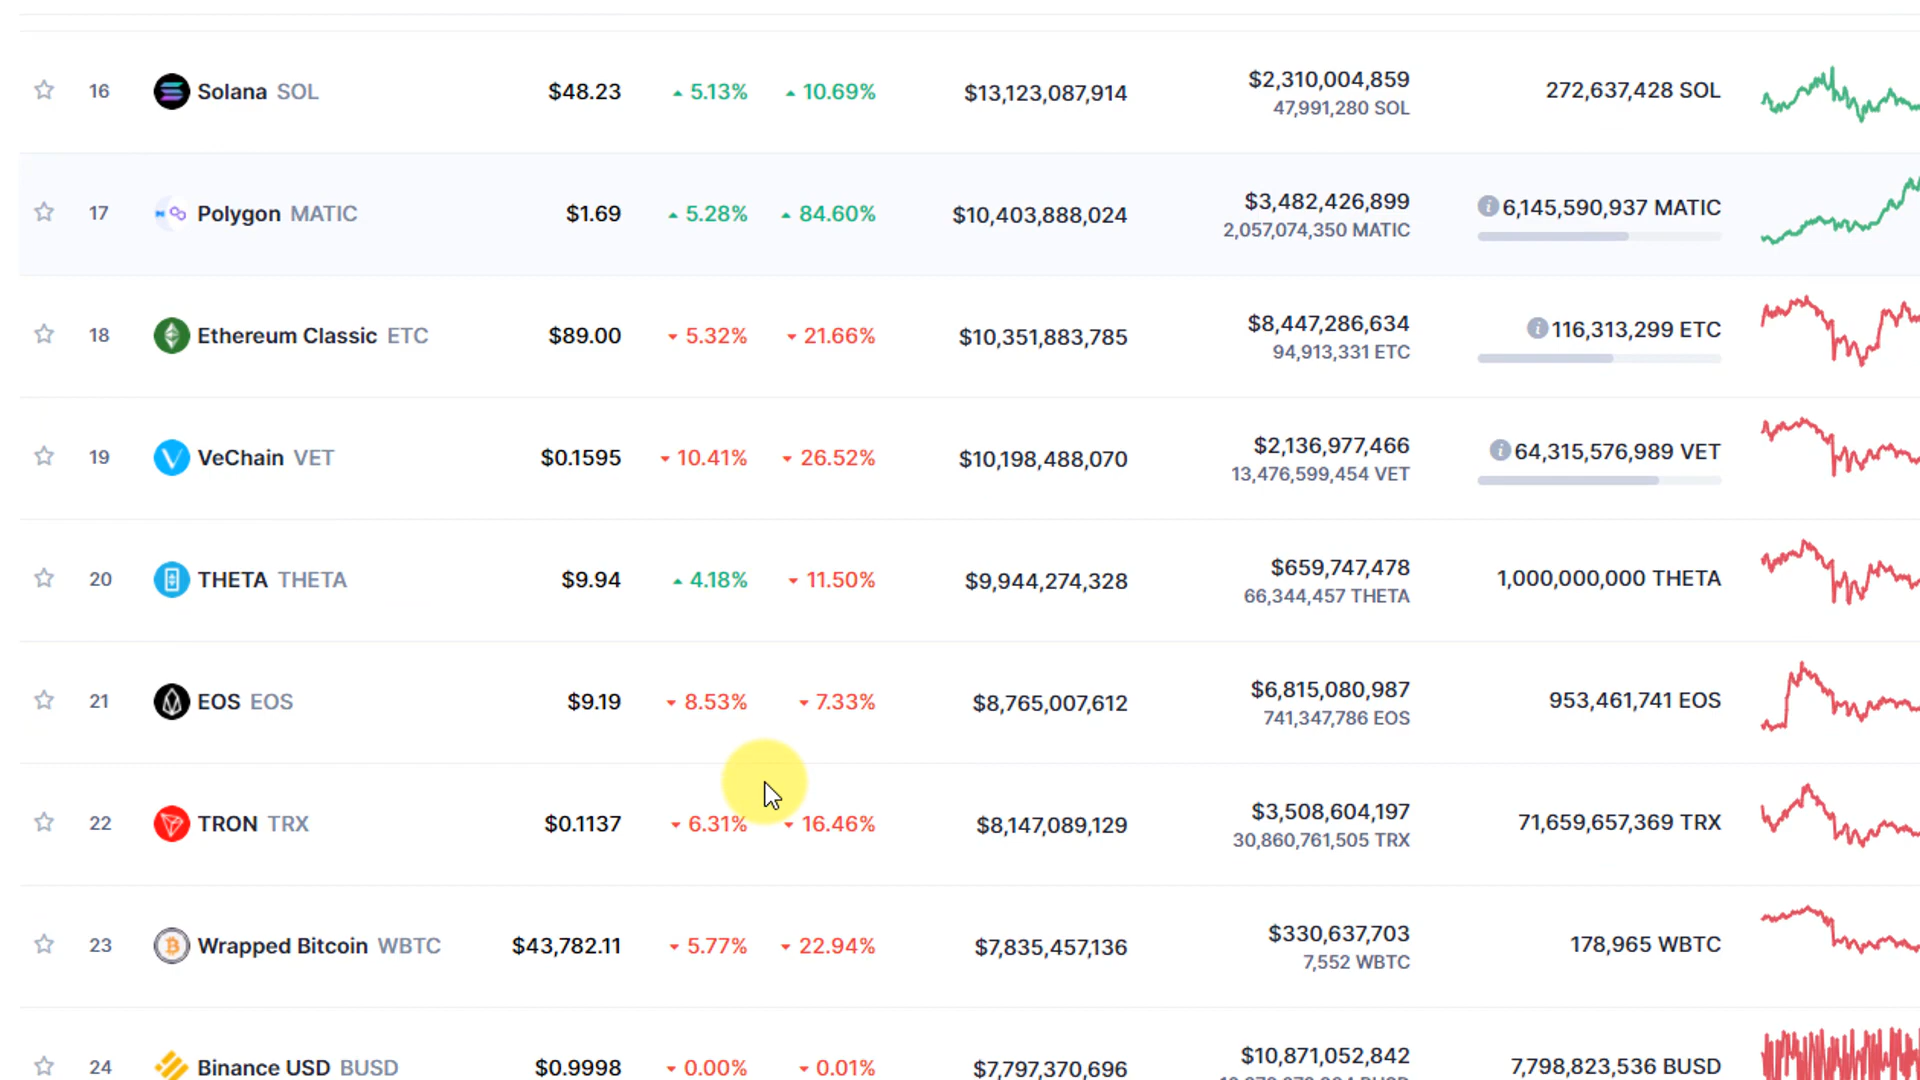 16 Solana SOL $48.23 5.13% 10.69% $13,123,087,914 $2,310,004,859 272,637,428 SOL
47,991,280 SOL
17 Polygon MATIC $1.69 5.28% 84.60% $10,403,888,024 $3,482,426,899 6,145,590,937 MATIC
2,057,074,350 MATIC
18 Ethereum Classic ETC $89.00 5.32% 21.66% $10,351,883,785 $8,447,286,634 116,313,299 ETC
94,913,331 ETC
19 VeChain VET $0.1595 10.41% 26.52% $10,198,488,070 $2,136,977,466 64,315,576,989 VET
13,476,599,454 VET
20 THETA THETA $9.94 4.18% 11.50% $9,944,274,328 $659,747,478 1,000,000,000 THETA
66,344,457 THETA
21 EOS EOS $9.19 8.53% 7.33% $8,765,007,612 $6,815,080,987 953,461,741 EOS
741,347,786 EOS
22 TRON TRX $0.1137 6.31% 16.46% $8,147,089,129 $3,508,604,197 71,659,657,369 TRX
30,860,761,505 TRX
23 Wrapped Bitcoin WBTC $43,782.11 5.77% 22.94% $7,835,457,136 $330,637,703 178,965 WBTC
7,552 WBTC
24 Binance USD BUSD $0.9998 0.00% 0.01% $7,797,370,696 $10,871,052,842 7,798,823,536 BUSD